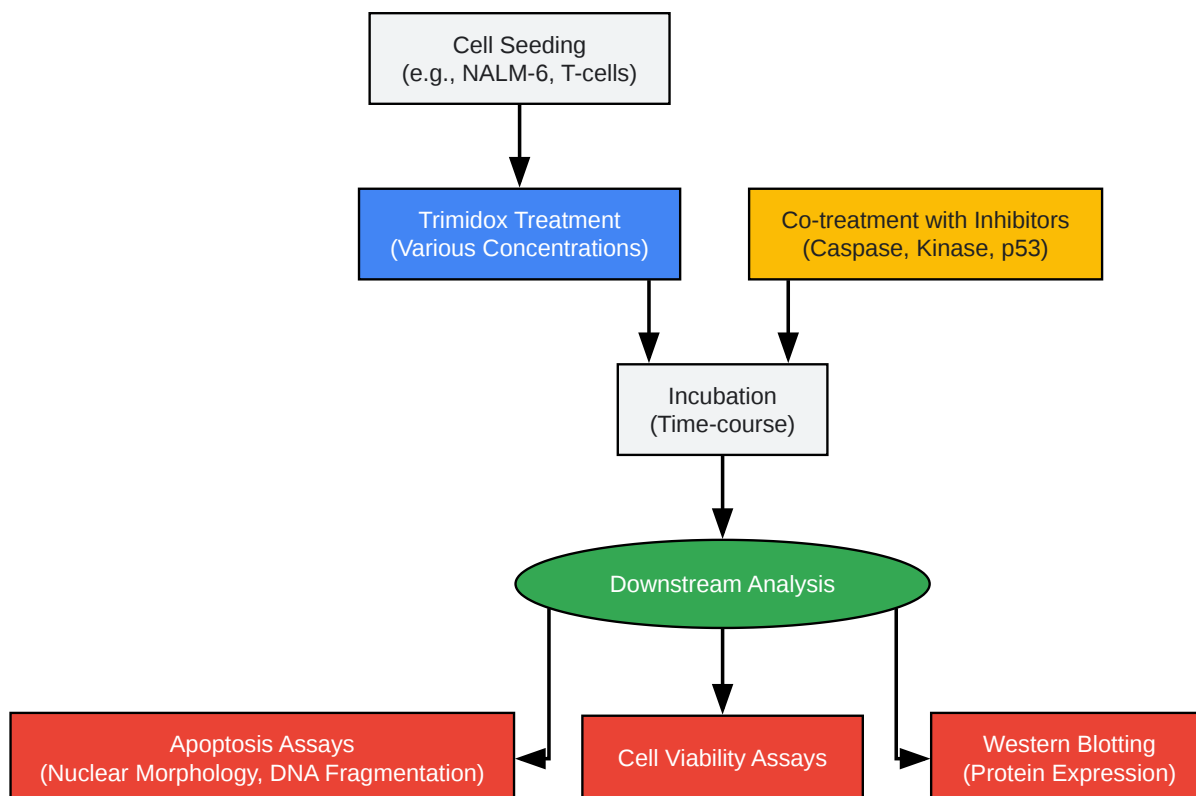 Cell Seeding
(e.g., NALM-6, T-cells)
Trimidox Treatment
(Various Concentrations)
Co-treatment with Inhibitors
(Caspase, Kinase, p53)
Incubation
(Time-course)
Downstream Analysis
Apoptosis Assays
(Nuclear Morphology, DNA Fragmentation)
Cell Viability Assays
Western Blotting
(Protein Expression)